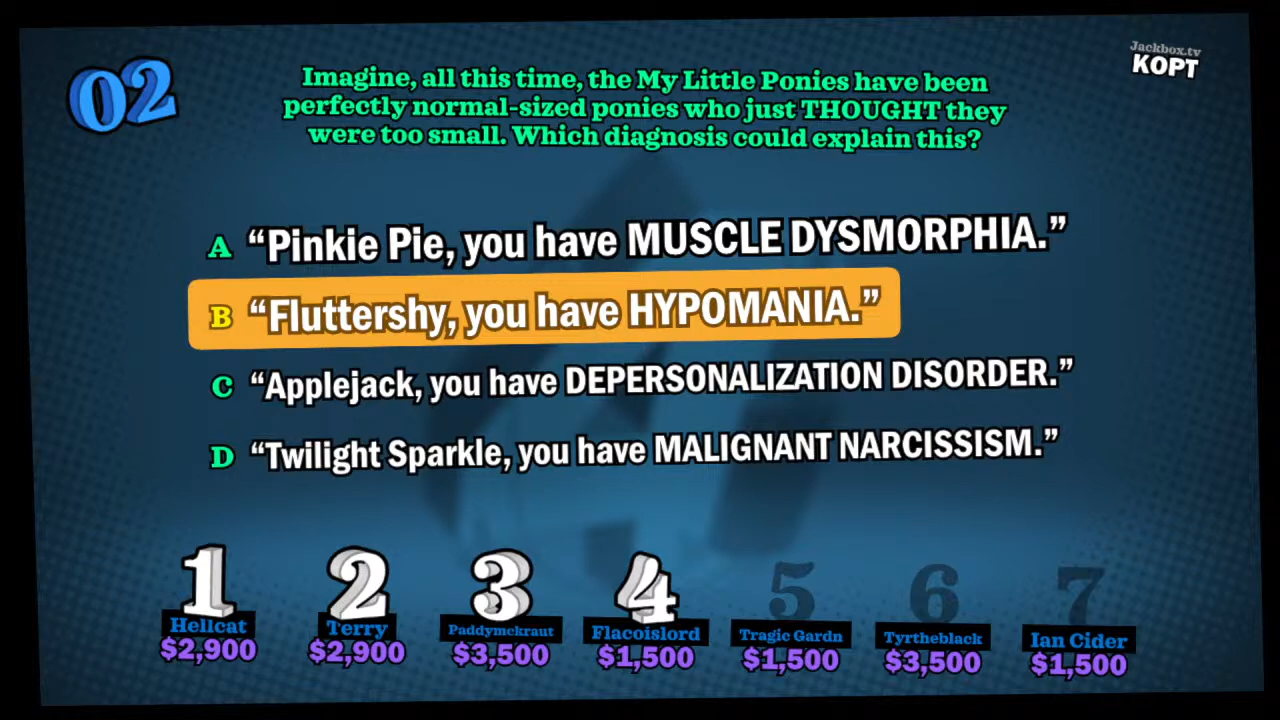 02
Jackbox.tv
KOPT
Imagine, all this time, the My Little Ponies have been
perfectly normal-sized ponies who just THOUGHT they
were too small. Which diagnosis could explain this?
A “Pinkie Pie, you have MUSCLE DYSMORPHIA.”
B “Fluttershy, you have HYPOMANIA.”
C “Applejack, you have DEPERSONALIZATION DISORDER.”
D “Twilight Sparkle, you have MALIGNANT NARCISSISM.”
1 2 3 4 5 6 7
Hellcat Terry Paddymckraut Flacoislord Tragic Gardn Tyrtheblack Ian Cider
$2,900 $2,900 $3,500 $1,500 $1,500 $3,500 $1,500